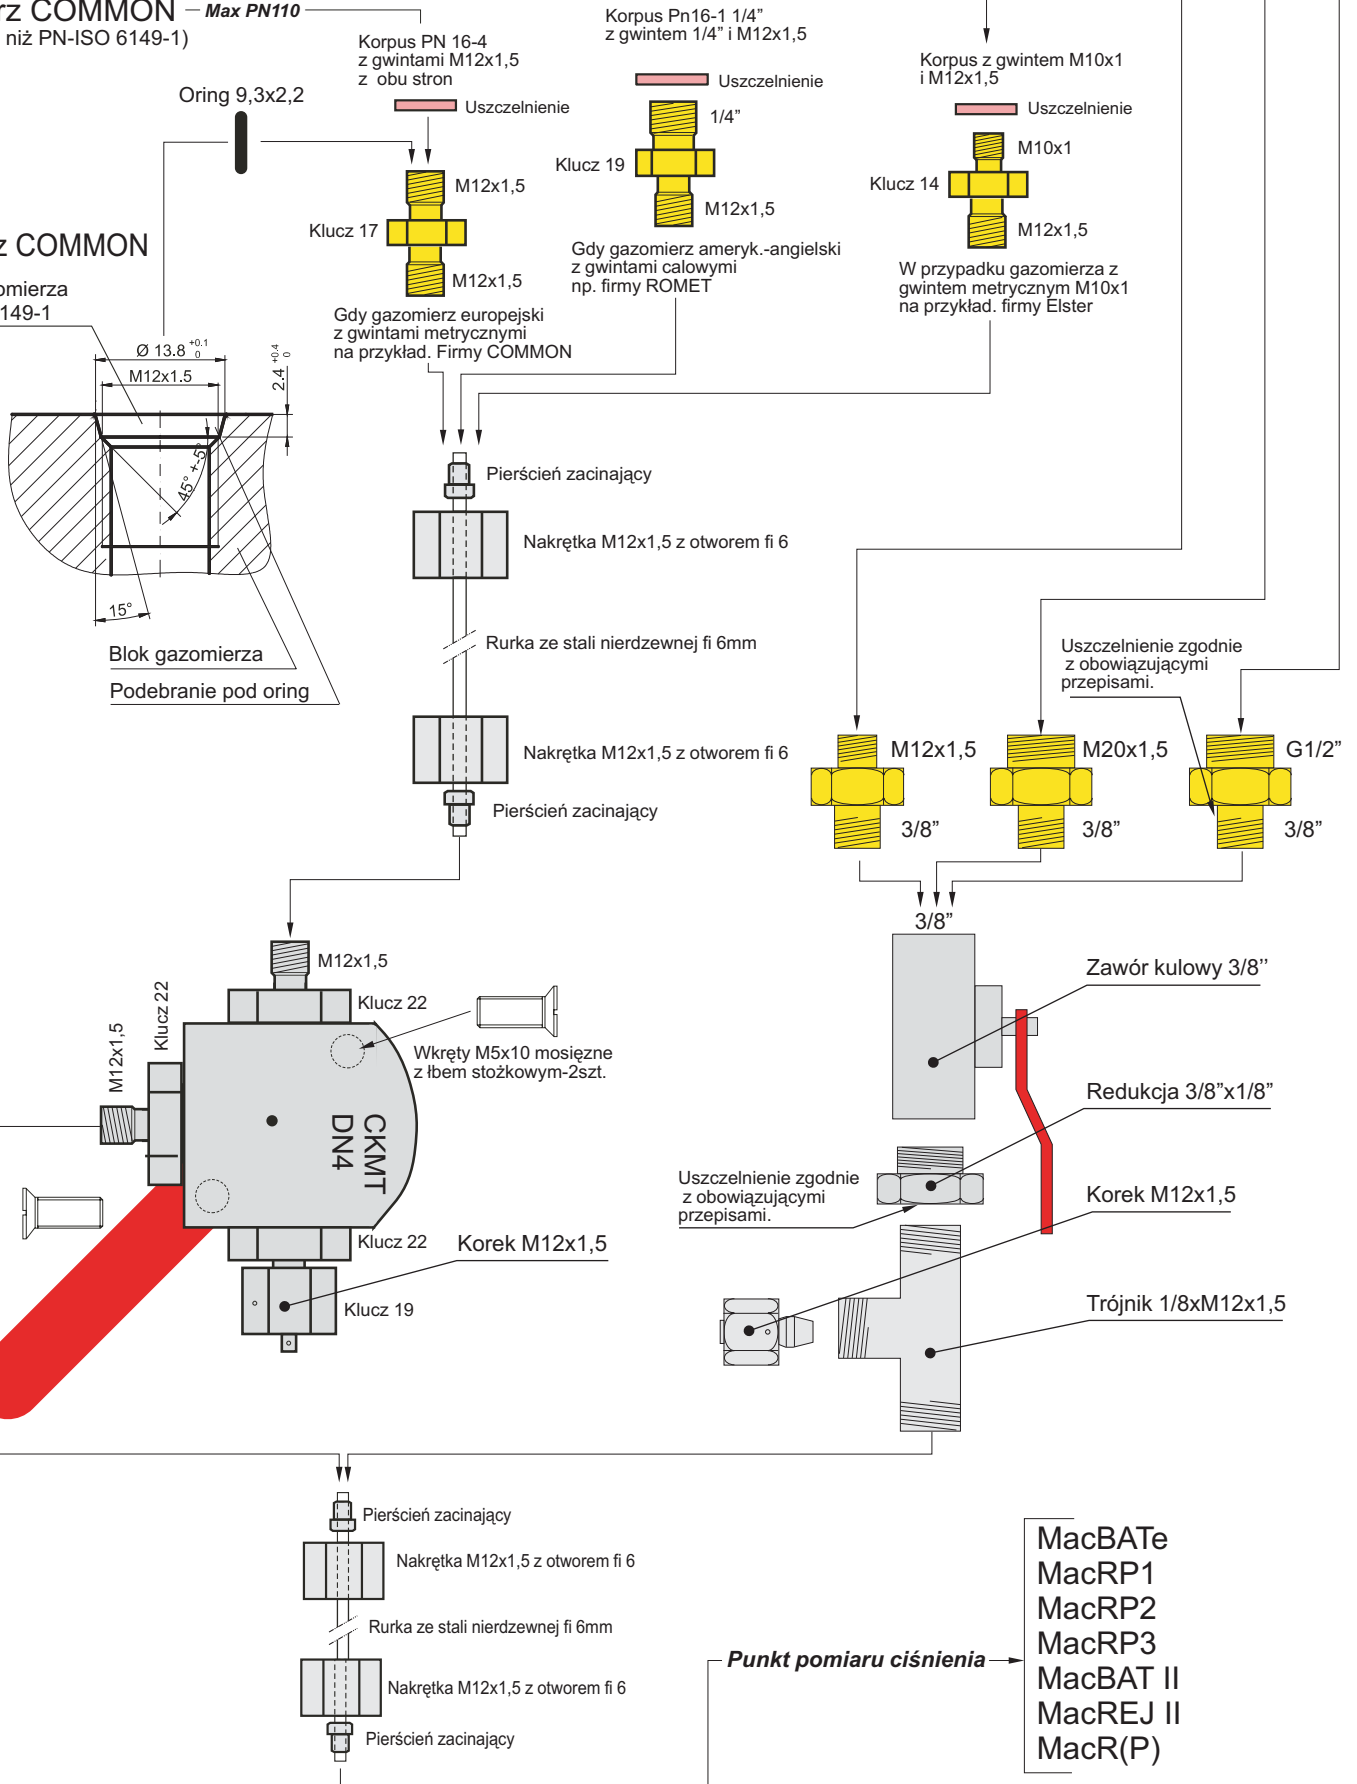 rz COMMON
Max PN110
niż PN-ISO 6149-1)
Korpus PN 16-4
z gwintami M12x1,5
z obu stron
Uszczelnienie
Oring 9,3x2,2
M12x1,5
Klucz 17
M12x1,5
Gdy gazomierz europejski
z gwintami metrycznymi
na przykład. Firmy COMMON
Korpus Pn16-1 1/4”
z gwintem 1/4” i M12x1,5
Uszczelnienie
1/4”
Klucz 19
M12x1,5
Gdy gazomierz ameryk.-angielski
z gwintami calowymi
np. firmy ROMET
Korpus z gwintem M10x1
i M12x1,5
Uszczelnienie
M10x1
Klucz 14
M12x1,5
W przypadku gazomierza z
gwintem metrycznym M10x1
na przykład. firmy Elster
z COMMON
omierza
149-1
Ø 13.8 +0.1 0
M12x1.5
2.4 +0.4 0
45° +-5°
15°
Blok gazomierza
Podebranie pod oring
Pierścień zacinający
Nakrętka M12x1,5 z otworem fi 6
Rurka ze stali nierdzewnej fi 6mm
Nakrętka M12x1,5 z otworem fi 6
Pierścień zacinający
Uszczelnienie zgodnie
z obowiązującymi
przepisami.
M12x1,5
3/8”
M20x1,5
3/8”
G1/2”
3/8”
3/8”
Zawór kulowy 3/8’’
Redukcja 3/8”x1/8”
Korek M12x1,5
Trójnik 1/8xM12x1,5
Uszczelnienie zgodnie
z obowiązującymi
przepisami.
M12x1,5
Klucz 22
M12x1,5
Klucz 22
Wkręty M5x10 mosięzne
z łbem stożkowym-2szt.
CKMT
DN4
Klucz 22
Korek M12x1,5
Klucz 19
Pierścień zacinający
Nakrętka M12x1,5 z otworem fi 6
Rurka ze stali nierdzewnej fi 6mm
Nakrętka M12x1,5 z otworem fi 6
Pierścień zacinający
Punkt pomiaru ciśnienia
MacBATe
MacRP1
MacRP2
MacRP3
MacBAT II
MacREJ II
MacR(P)